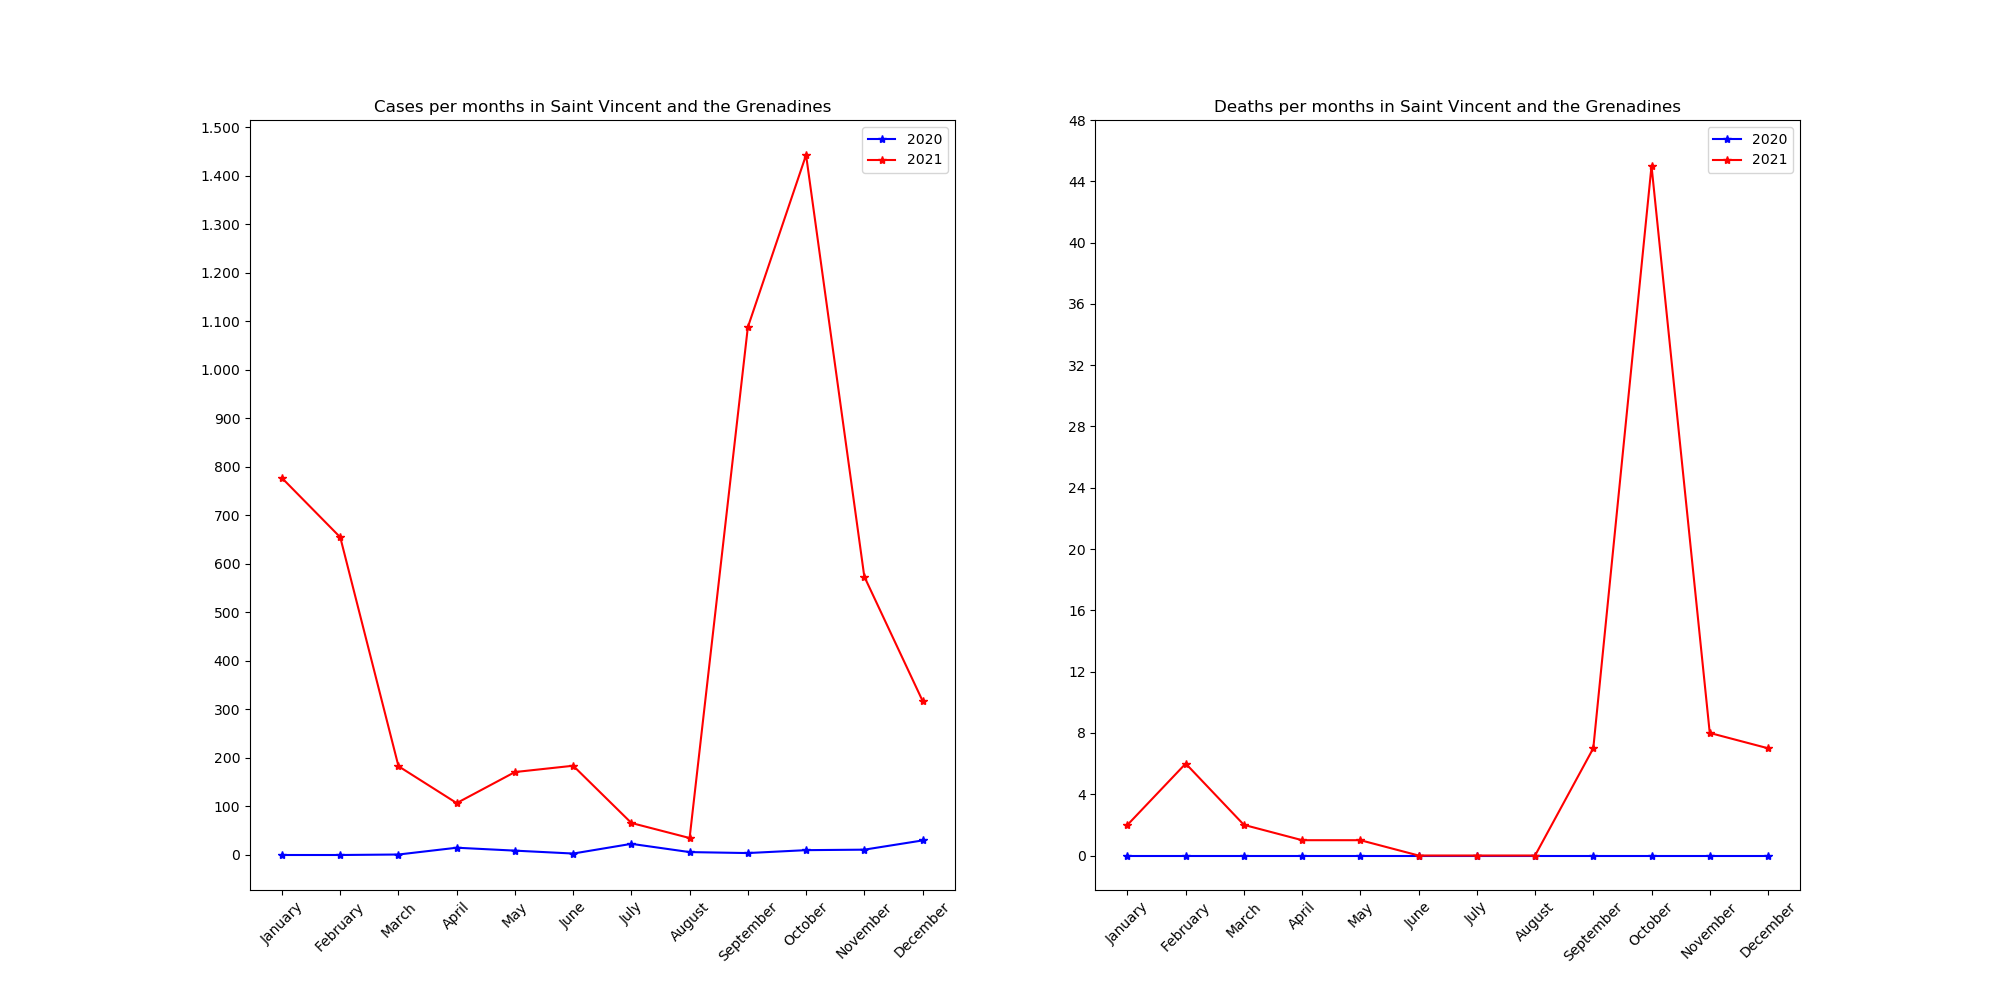 Cases per months in Saint Vincent and the Grenadines
1.500
1.400
1.300
1.200
1.100
1.000
900
800
700
600
500
400
300
200
100
0
January
February
March
April
May
June
July
August
September
October
November
December
2020
2021
Deaths per months in Saint Vincent and the Grenadines
48
44
40
36
32
28
24
20
16
12
8
4
0
January
February
March
April
May
June
July
August
September
October
November
December
2020
2021